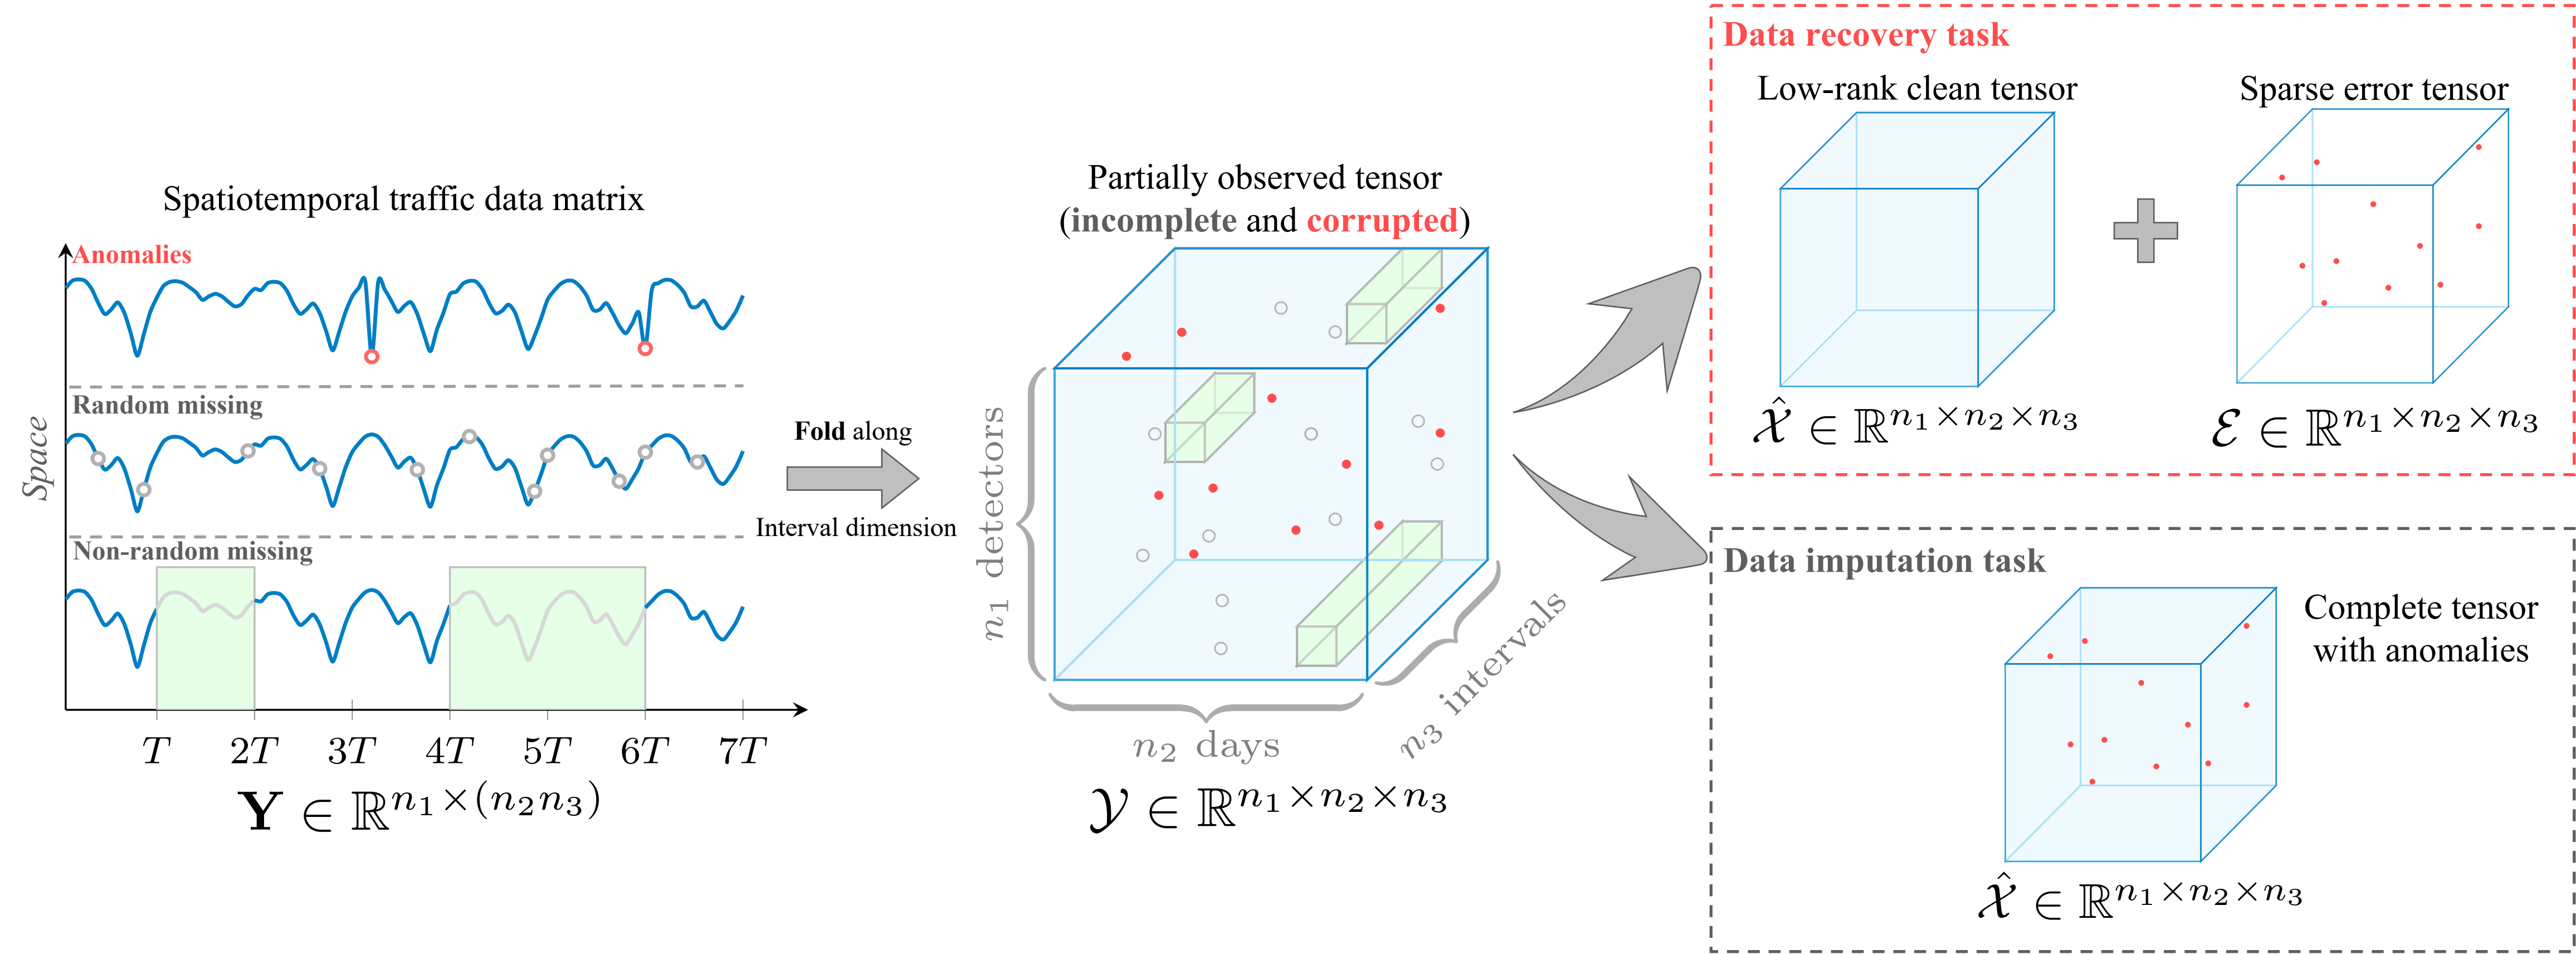 Spatiotemporal traffic data matrix
Anomalies
Random missing
Non-random missing
Space
T 2T 3T 4T 5T 6T 7T
𝐘 ∈ ℝ^{n₁×(n₂n₃)}
Fold along
Interval dimension
Partially observed tensor
(incomplete and corrupted)
n₁ detectors
n₂ days
n₃ intervals
𝒴 ∈ ℝ^{n₁×n₂×n₃}
Data recovery task
Low-rank clean tensor
Sparse error tensor
𝒳̂ ∈ ℝ^{n₁×n₂×n₃}
ℰ ∈ ℝ^{n₁×n₂×n₃}
Data imputation task
Complete tensor
with anomalies
𝒳̂ ∈ ℝ^{n₁×n₂×n₃}